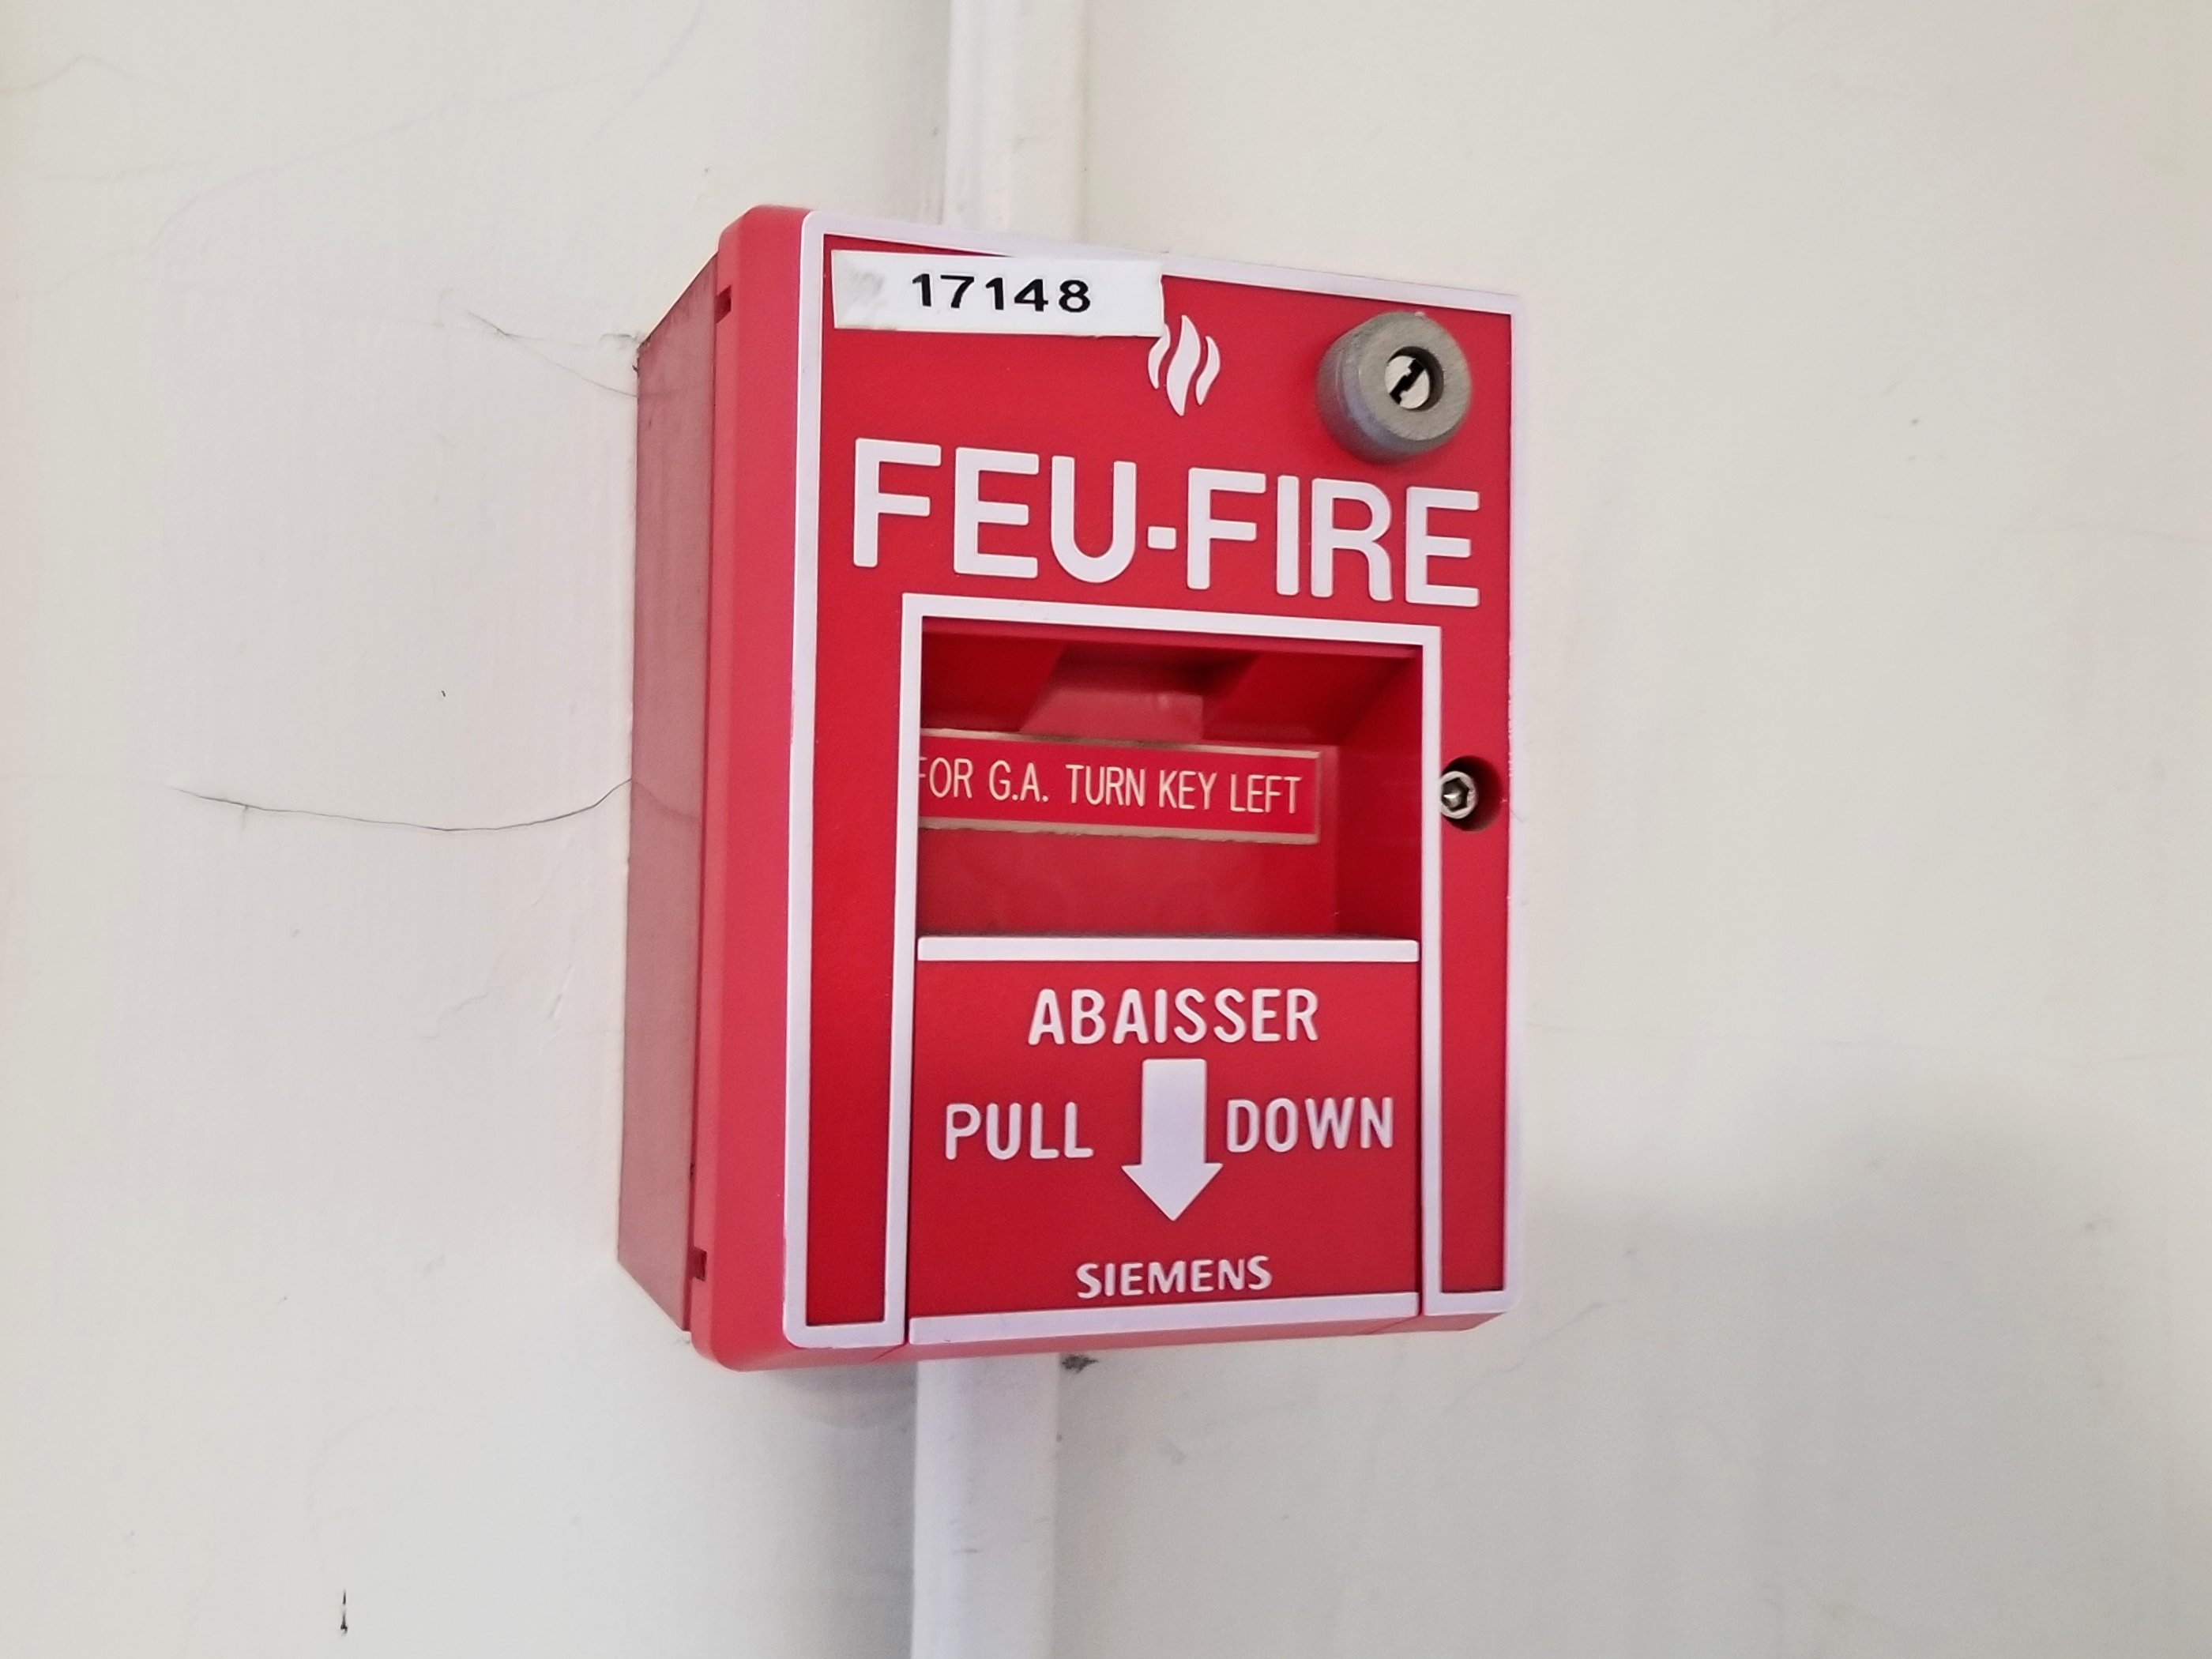 17148
FEU-FIRE
FOR G.A. TURN KEY LEFT
ABAISSER
PULL DOWN
SIEMENS